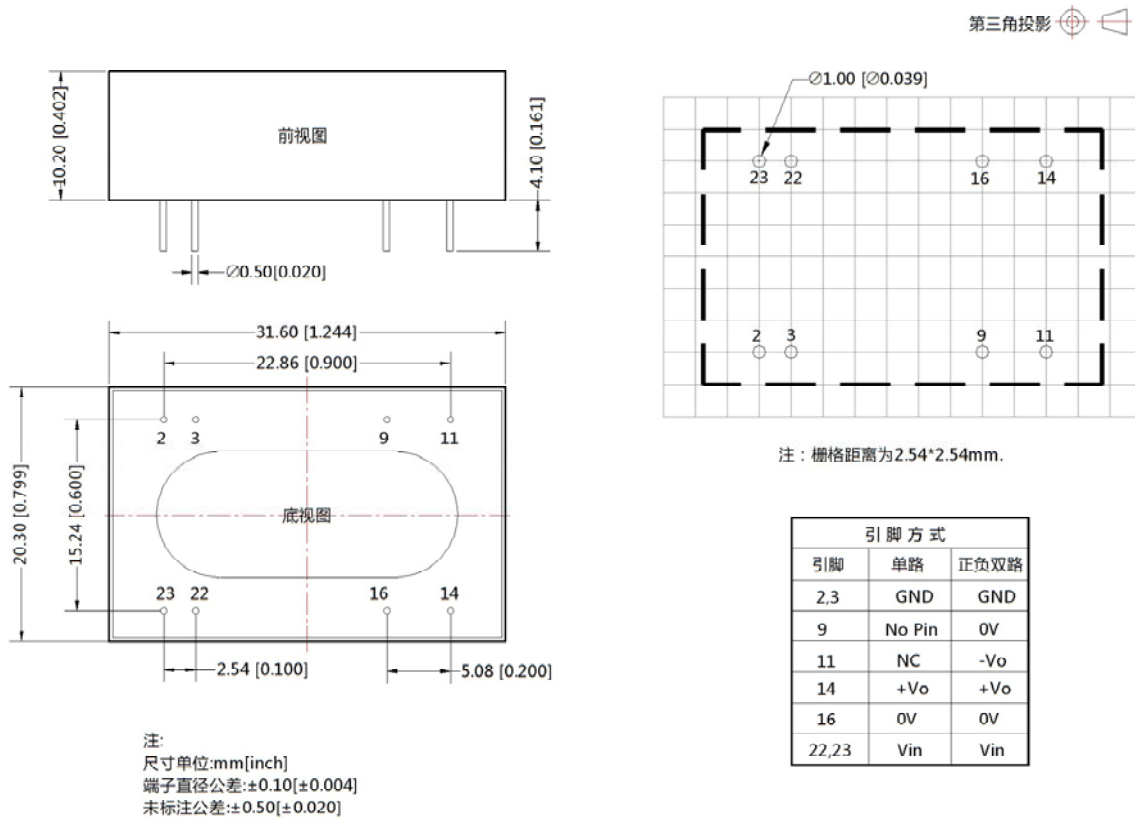 第三角投影
10.20 [0.402]
前视图
4.10 [0.161]
∅0.50[0.020]
∅1.00 [∅0.039]
23 22 16 14
2 3 9 11
注：栅格距离为2.54*2.54mm.
31.60 [1.244]
22.86 [0.900]
20.30 [0.799]
15.24 [0.600]
2 3 9 11
底视图
23 22 16 14
2.54 [0.100]
5.08 [0.200]
引脚方式
引脚 单路 正负双路
2,3 GND GND
9 No Pin 0V
11 NC -Vo
14 +Vo +Vo
16 0V 0V
22,23 Vin Vin
注:
尺寸单位:mm[inch]
端子直径公差:±0.10[±0.004]
未标注公差:±0.50[±0.020]